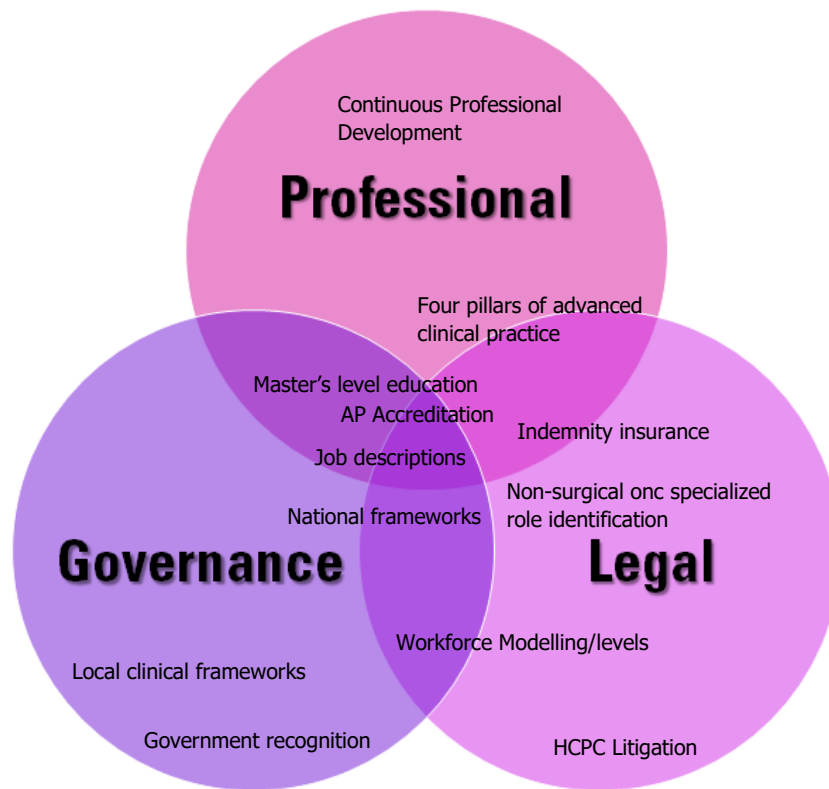 Continuous Professional
Development
Professional
Four pillars of advanced
clinical practice
Master’s level education
AP Accreditation
Indemnity insurance
Job descriptions
Non-surgical onc specialized
role identification
National frameworks
Governance
Legal
Workforce Modelling/levels
Local clinical frameworks
Government recognition
HCPC Litigation